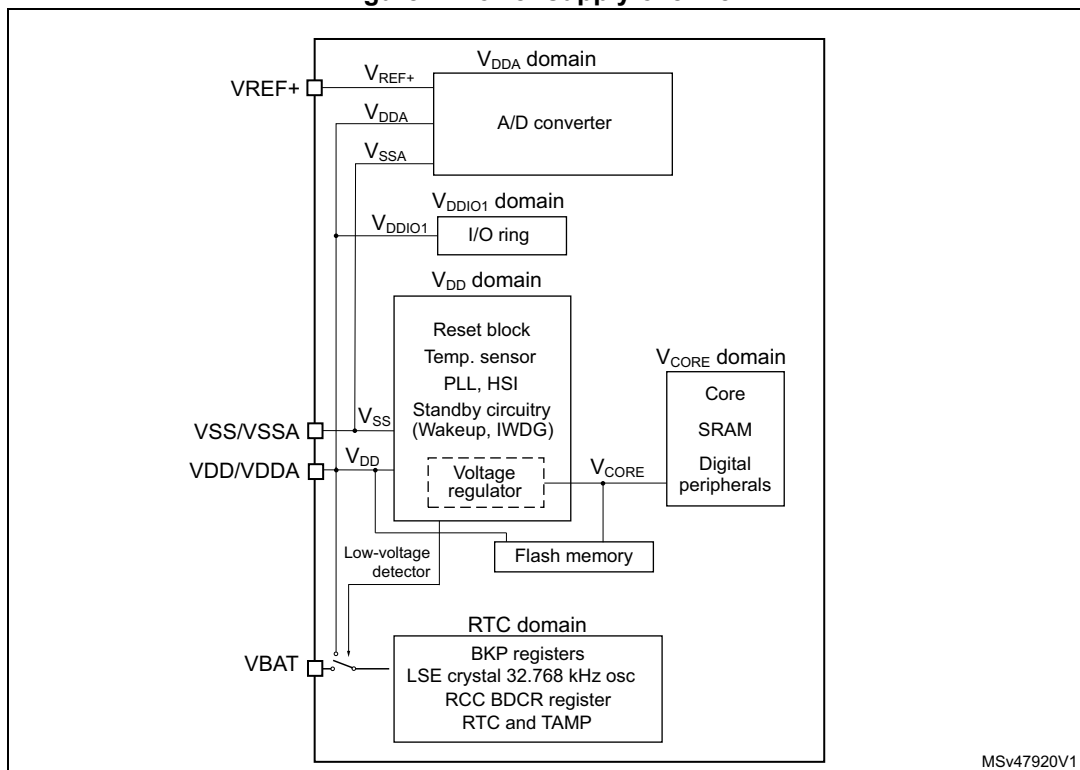 VDDA domain
VREF+
VREF+
VDDA
A/D converter
VSSA
VDDIO1 domain
VDDIO1
I/O ring
VDD domain
Reset block
Temp. sensor
PLL, HSI
Standby circuitry
(Wakeup, IWDG)
VCORE domain
Core
SRAM
Digital
peripherals
VSS/VSSA
VSS
VDD/VDDA
VDD
Voltage
regulator
VCORE
Flash memory
Low-voltage
detector
RTC domain
VBAT
BKP registers
LSE crystal 32.768 kHz osc
RCC BDCR register
RTC and TAMP
MSv47920V1